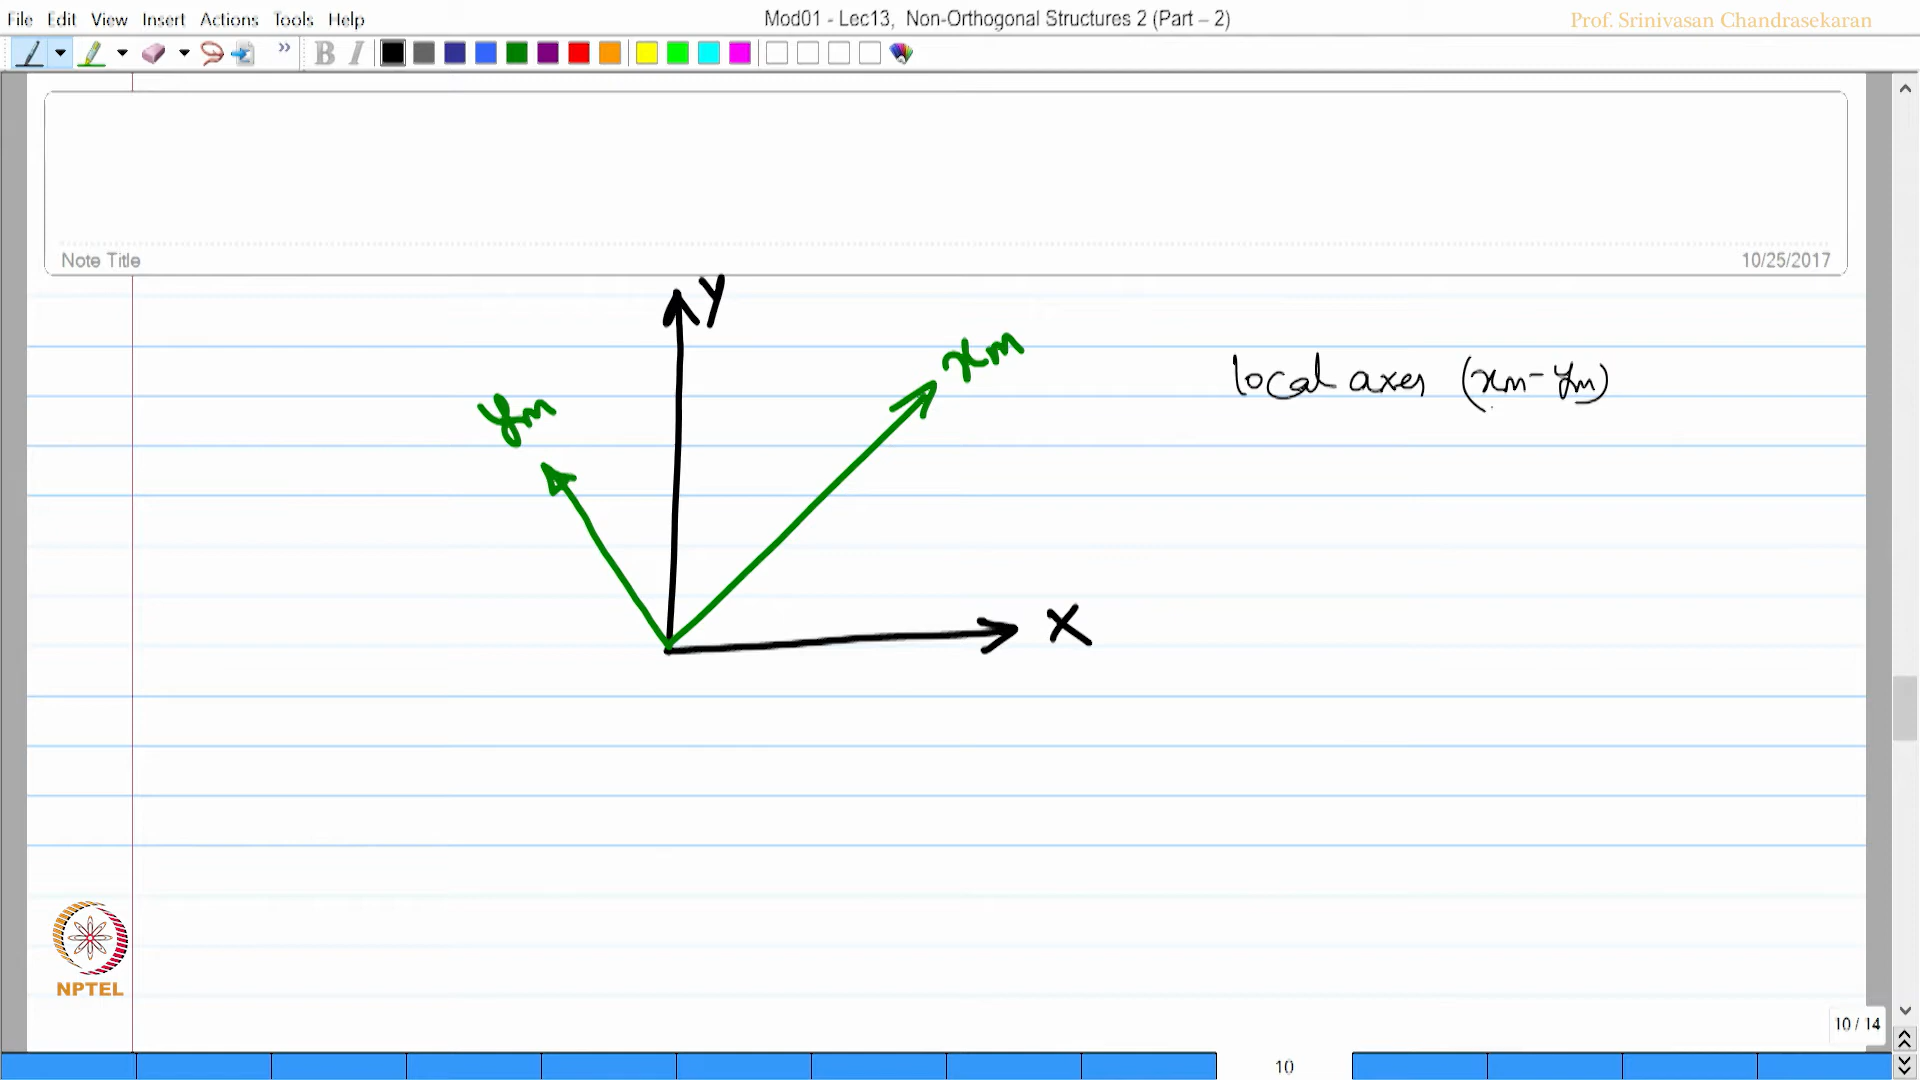 File Edit View Insert Actions Tools Help
Mod01 - Lec13, Non-Orthogonal Structures 2 (Part – 2)
Prof. Srinivasan Chandrasekaran
B I
Note Title
10/25/2017
y
xm
ym
local axes (xm - ym)
X
NPTEL
10 / 14
10